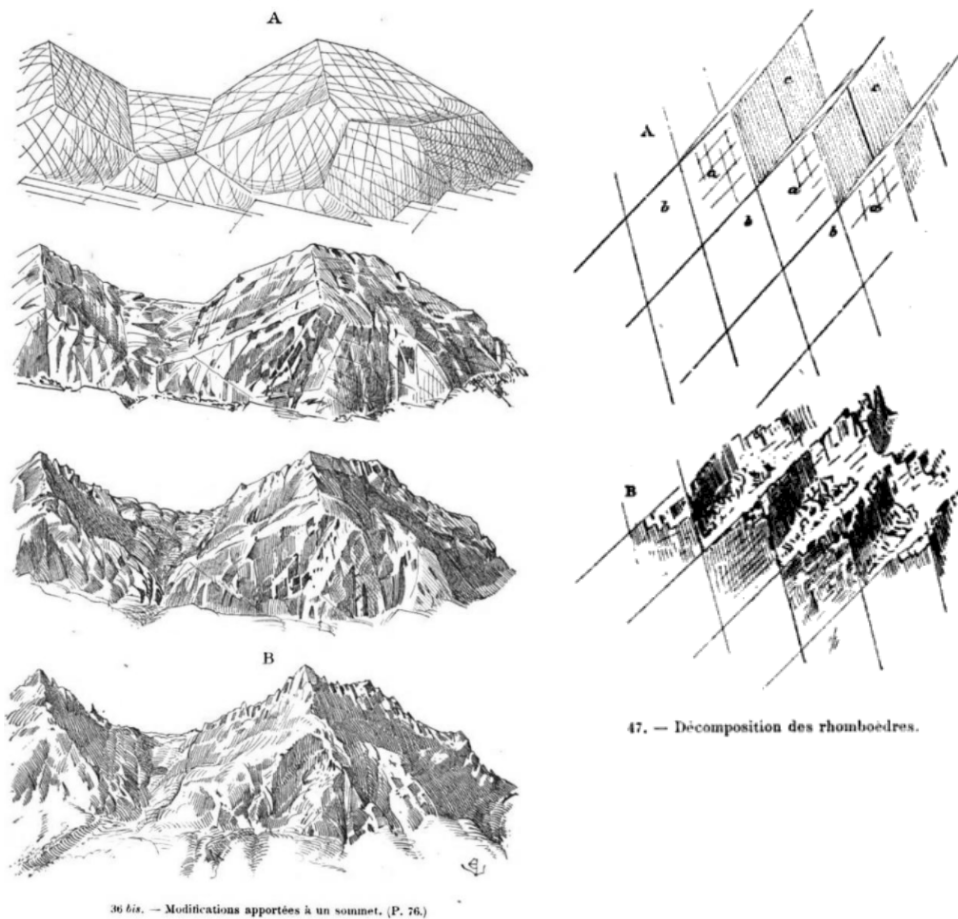 A
B
36 bis. — Modifications apportées à un sommet. (P. 76.)
A
c
c
a
a
a
b
b
b
B
47. — Décomposition des rhomboèdres.